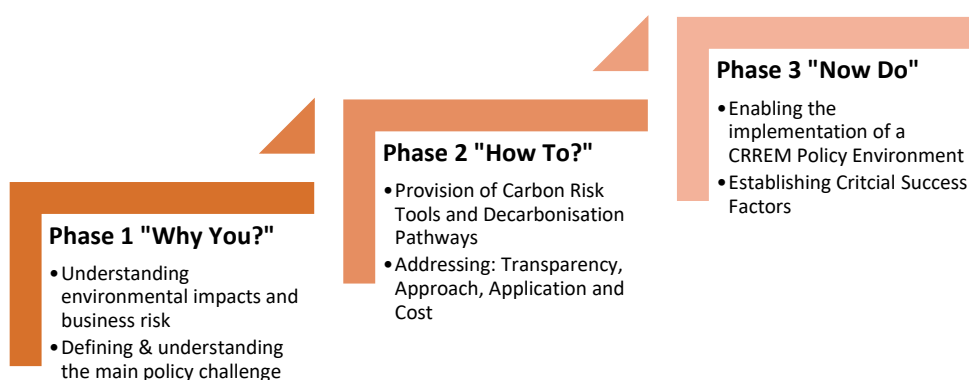 Phase 1 "Why You?"
•Understanding
environmental impacts and
business risk
•Defining & understanding
the main policy challenge
Phase 2 "How To?"
•Provision of Carbon Risk
Tools and Decarbonisation
Pathways
•Addressing: Transparency,
Approach, Application and
Cost
Phase 3 "Now Do"
•Enabling the
implementation of a
CRREM Policy Environment
•Establishing Critcial Success
Factors